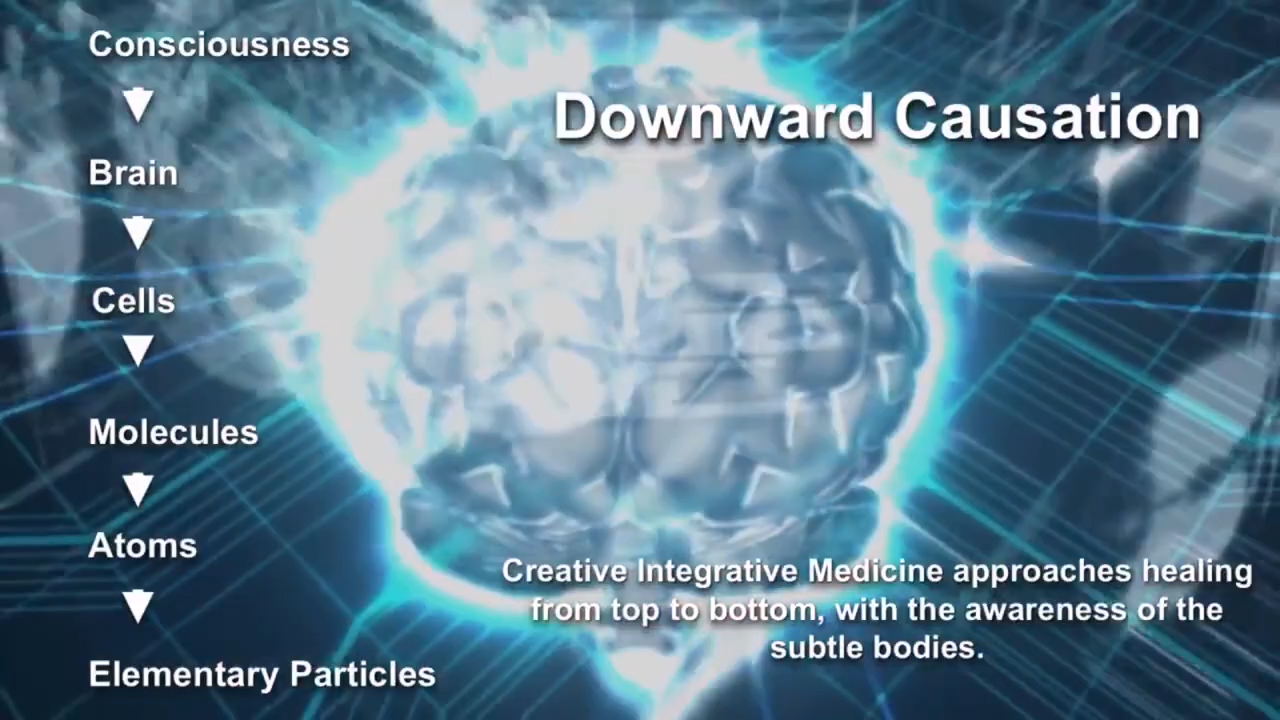 Consciousness
Downward Causation
Brain
Cells
Molecules
Atoms
Elementary Particles
Creative Integrative Medicine approaches healing
from top to bottom, with the awareness of the
subtle bodies.